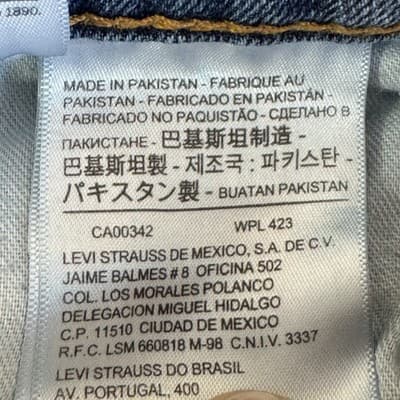 1890.
MADE IN PAKISTAN - FABRIQUE AU
PAKISTAN - FABRICADO EN PAKISTÁN -
FABRICADO NO PAQUISTÃO - СДЕЛАНО В
ПАКИСТАНЕ - 巴基斯坦制造 -
巴基斯坦製 - 제조국 : 파키스탄 -
パキスタン製 - BUATAN PAKISTAN
CA00342 WPL 423
LEVI STRAUSS DE MEXICO, S.A. DE C.V.
JAIME BALMES # 8 OFICINA 502
COL. LOS MORALES POLANCO
DELEGACION MIGUEL HIDALGO
C.P. 11510 CIUDAD DE MEXICO
R.F.C. LSM 660818 M-98 C.N.I.V. 3337
LEVI STRAUSS DO BRASIL
AV. PORTUGAL, 400